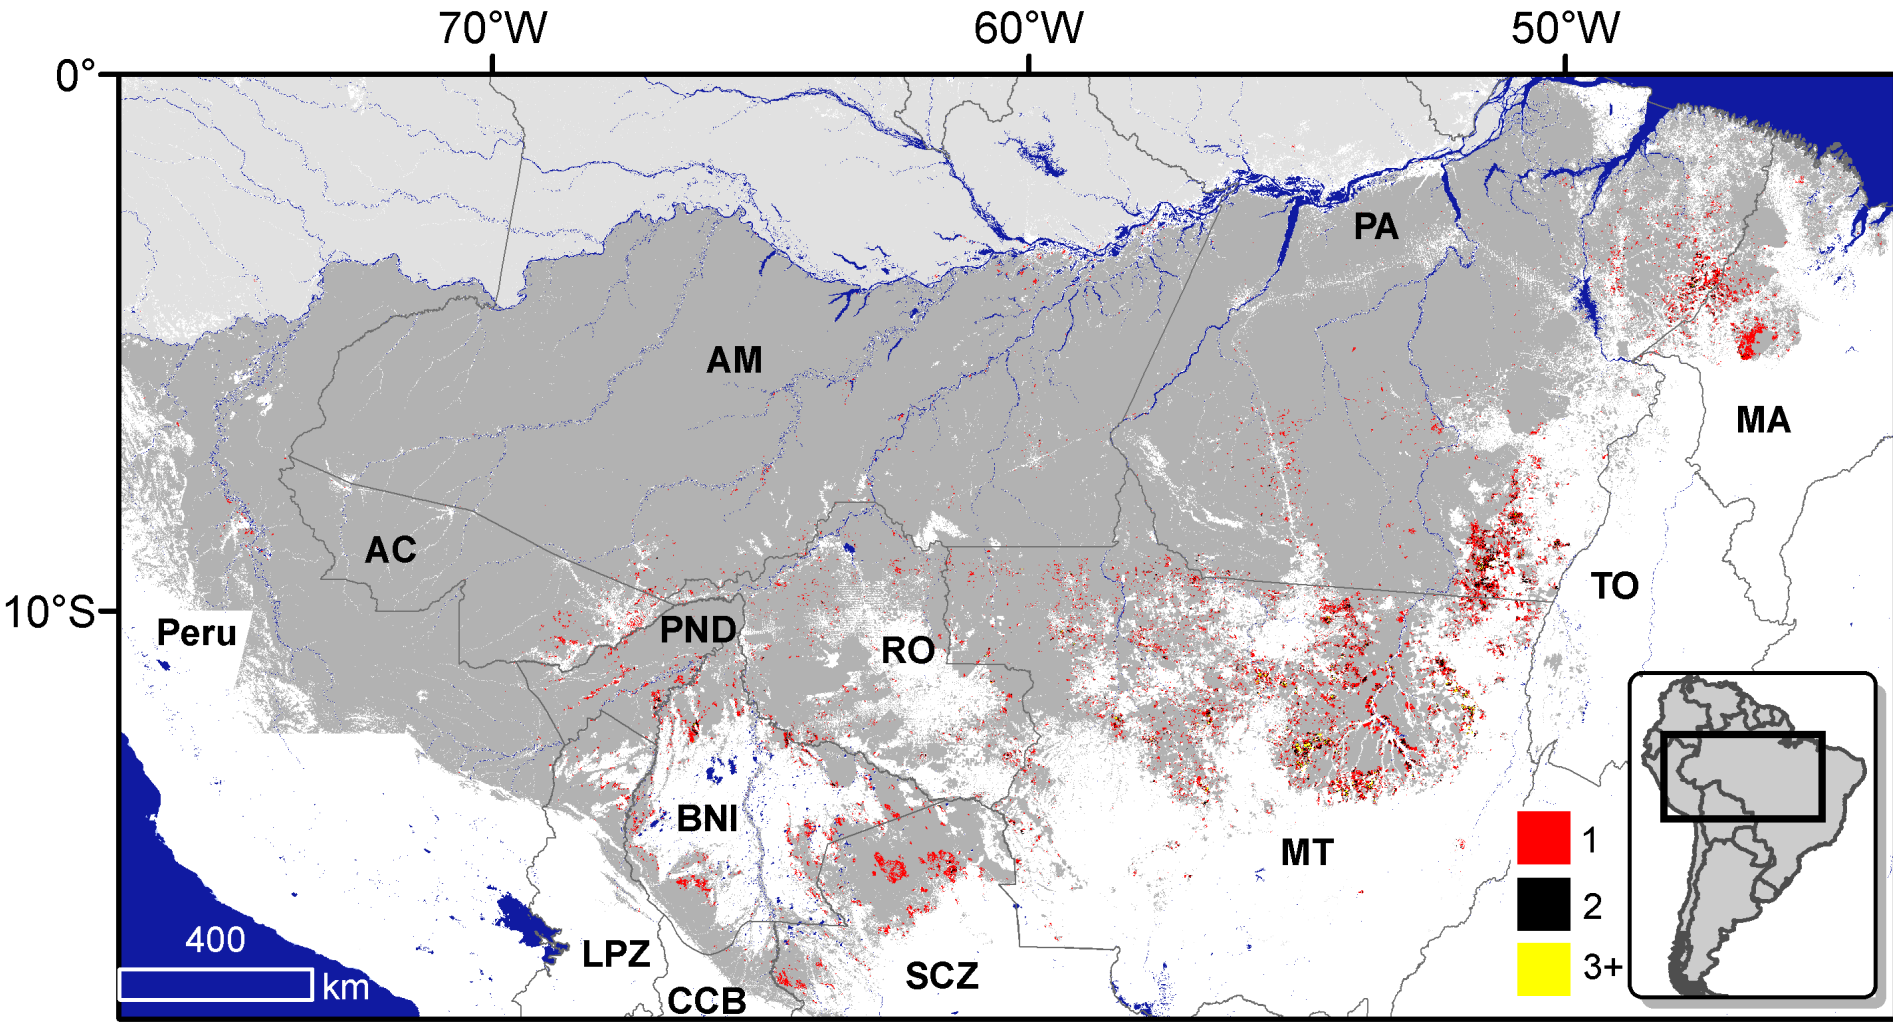 70°W 60°W 50°W
0°
PA
AM
MA
AC
TO
10°S
Peru
PND
RO
BNI
1
MT
2
400
LPZ
3+
SCZ
km
CCB